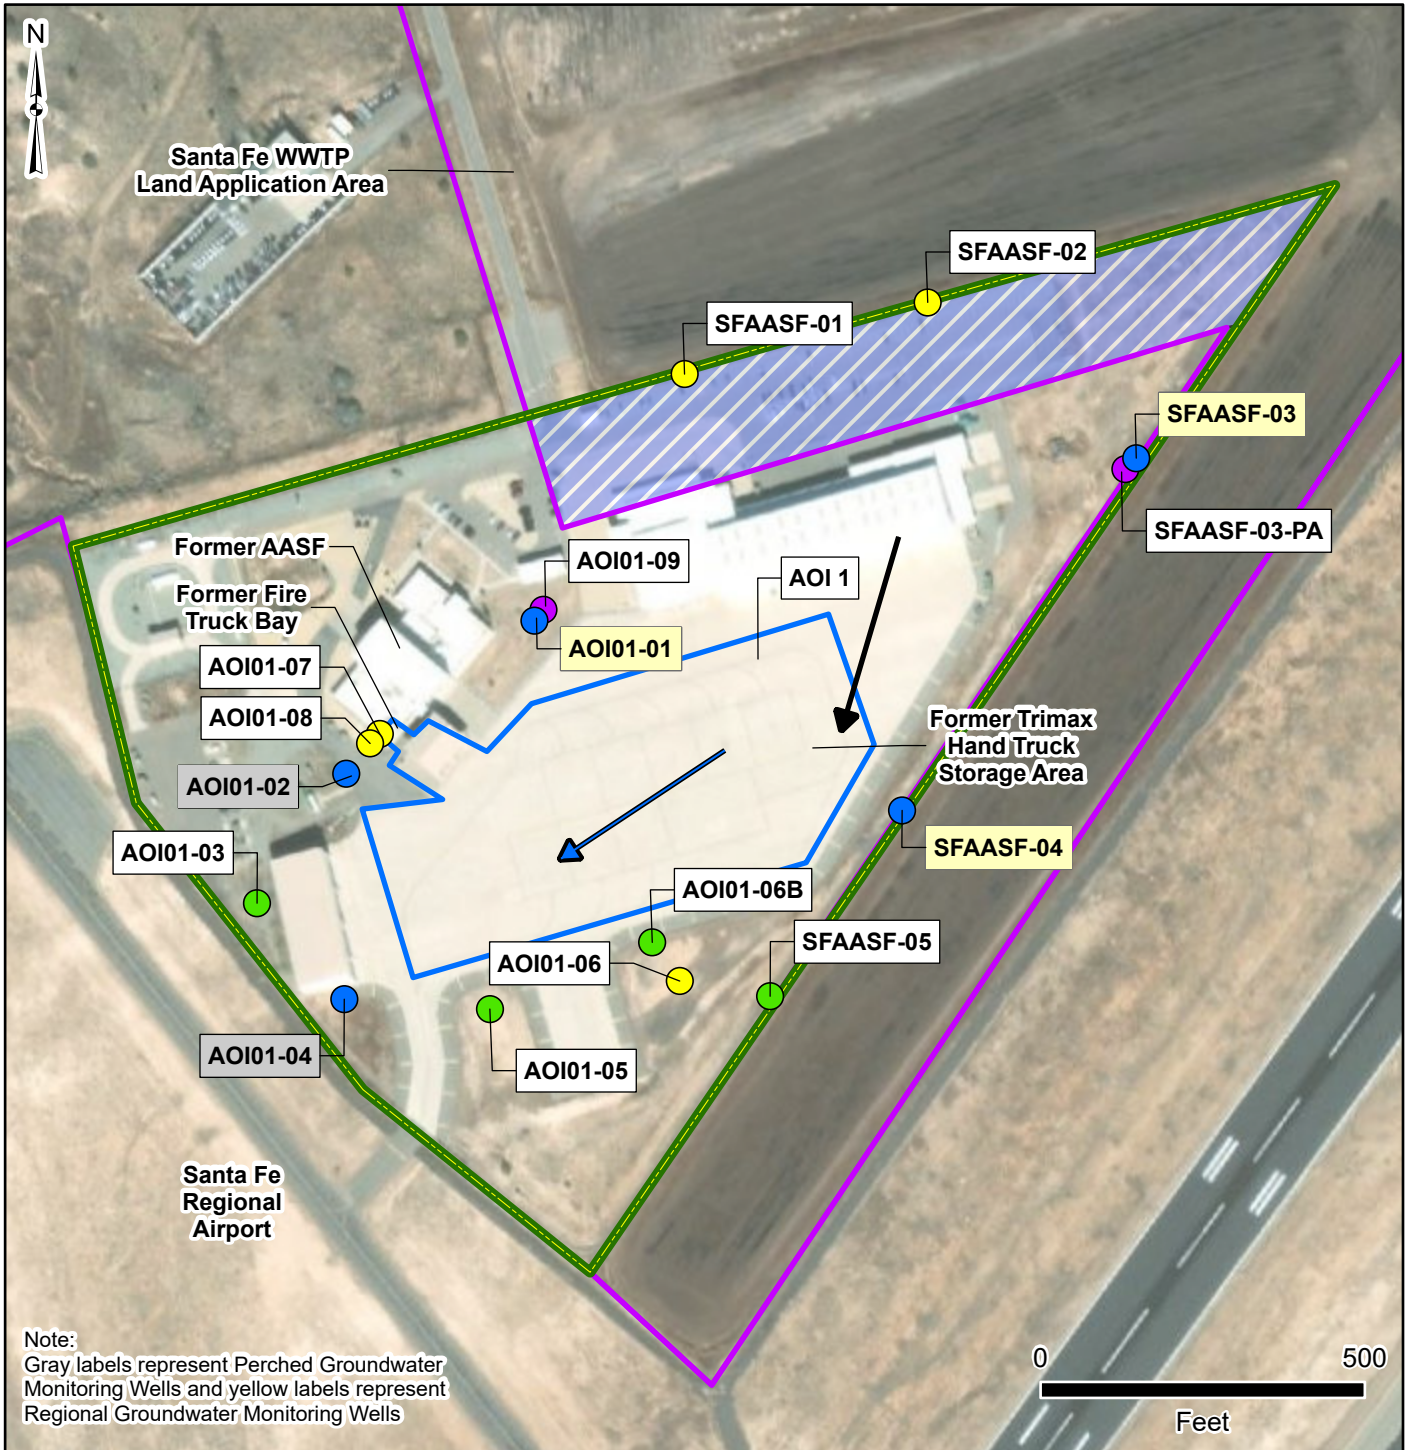 N
Santa Fe WWTP
Land Application Area
SFAASF-02
SFAASF-01
SFAASF-03
SFAASF-03-PA
Former AASF
AOI01-09
AOI 1
Former Fire
Truck Bay
AOI01-01
AOI01-07
AOI01-08
Former Trimax
Hand Truck
Storage Area
AOI01-02
AOI01-03
SFAASF-04
AOI01-06B
SFAASF-05
AOI01-06
AOI01-04
AOI01-05
Santa Fe
Regional
Airport
Note:
Gray labels represent Perched Groundwater
Monitoring Wells and yellow labels represent
Regional Groundwater Monitoring Wells
0 500
Feet